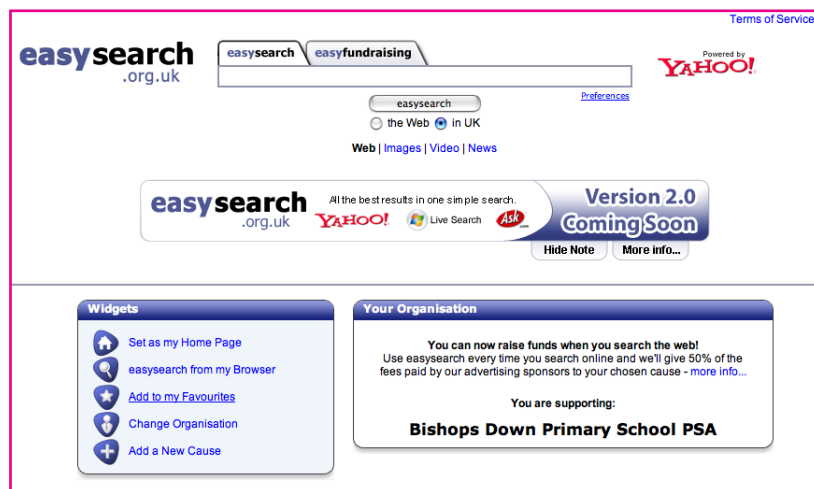 Terms of Service
easysearch
.org.uk
easysearch
easyfundraising
Powered by
YAHOO!
Preferences
easysearch
the Web in UK
Web | Images | Video | News
easysearch
.org.uk
All the best results in one simple search.
YAHOO! Live Search Ask.com
Version 2.0
Coming Soon
Hide Note More info...
Widgets
Set as my Home Page
easysearch from my Browser
Add to my Favourites
Change Organisation
Add a New Cause
Your Organisation
You can now raise funds when you search the web!
Use easysearch every time you search online and we'll give 50% of the
fees paid by our advertising sponsors to your chosen cause - more info...
You are supporting:
Bishops Down Primary School PSA